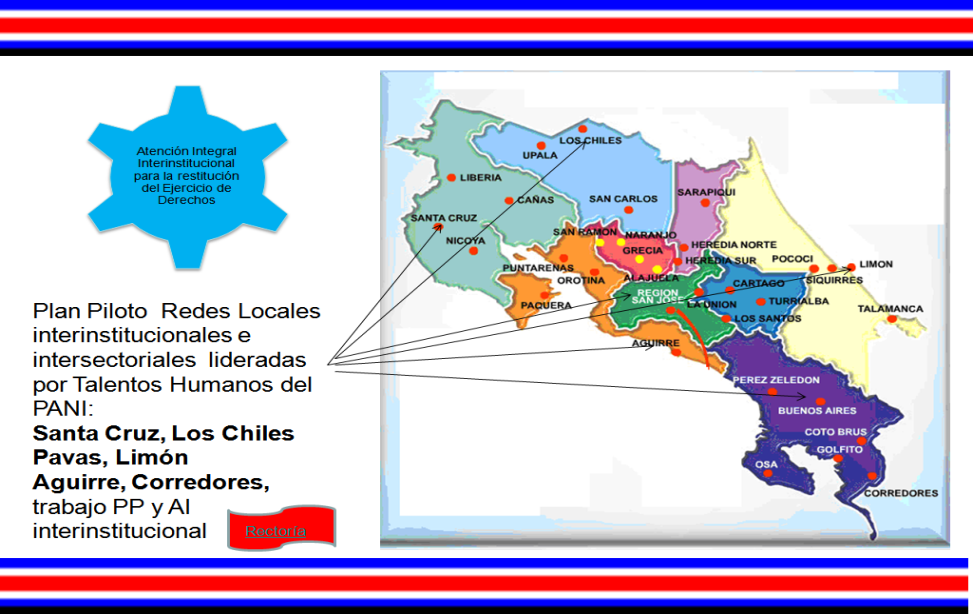 Atención Integral
Interinstitucional
para la restitución
del Ejercicio de
Derechos
Plan Piloto Redes Locales
interinstitucionales e
intersectoriales lideradas
por Talentos Humanos del
PANI:
Santa Cruz, Los Chiles
Pavas, Limón
Aguirre, Corredores,
trabajo PP y AI
interinstitucional
Rectoría
LOS CHILES
UPALA
LIBERIA
CAÑAS
SAN CARLOS
SARAPIQUI
SANTA CRUZ
NICOYA
SAN RAMON
NARANJO
GRECIA
HEREDIA NORTE
HEREDIA SUR
POCOCI
LIMON
SIQUIRRES
PUNTARENAS
OROTINA
ALAJUELA
CARTAGO
REGION
SAN JOSE
LA UNION
TURRIALBA
PAQUERA
LOS SANTOS
TALAMANCA
AGUIRRE
PEREZ ZELEDON
BUENOS AIRES
COTO BRUS
GOLFITO
OSA
CORREDORES